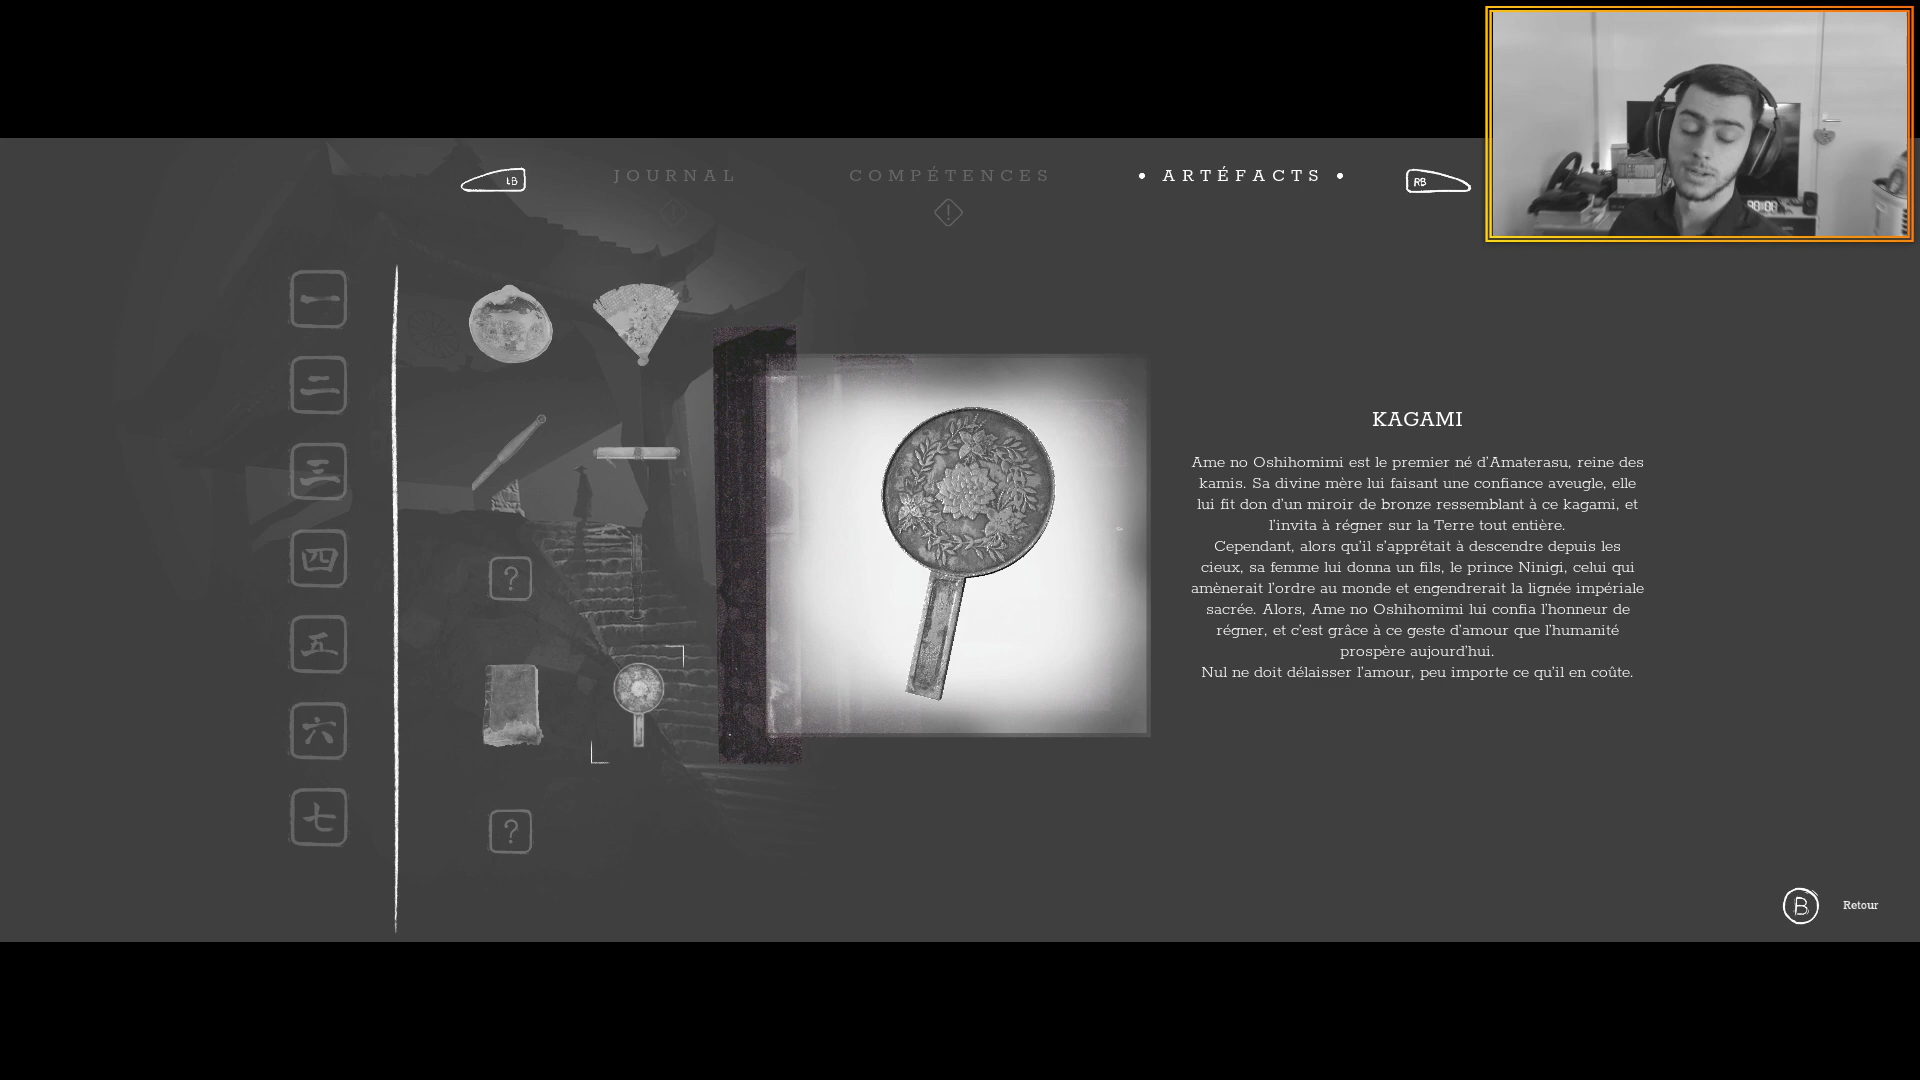 LB
JOURNAL
COMPÉTENCES
• ARTÉFACTS •
RB
!
一
二
三
四
五
六
七
?
?
KAGAMI
Ame no Oshihomimi est le premier né d'Amaterasu, reine des
kamis. Sa divine mère lui faisant une confiance aveugle, elle
lui fit don d'un miroir de bronze ressemblant à ce kagami, et
l'invita à régner sur la Terre tout entière.
Cependant, alors qu'il s'apprêtait à descendre depuis les
cieux, sa femme lui donna un fils, le prince Ninigi, celui qui
amènerait l'ordre au monde et engendrerait la lignée impériale
sacrée. Alors, Ame no Oshihomimi lui confia l'honneur de
régner, et c'est grâce à ce geste d'amour que l'humanité
prospère aujourd'hui.
Nul ne doit délaisser l'amour, peu importe ce qu'il en coûte.
B
Retour